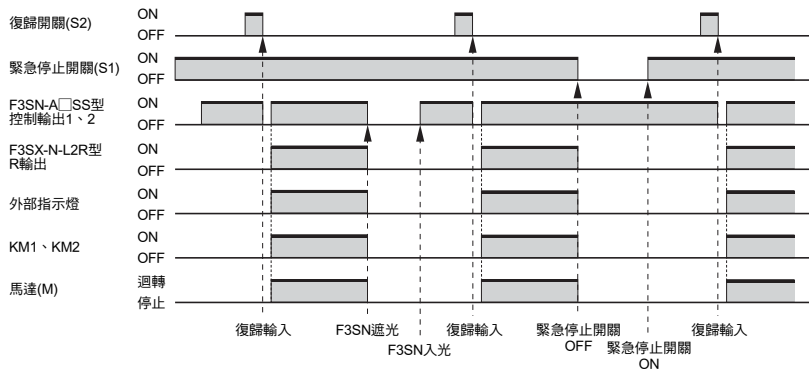 復歸開關(S2) ON
OFF
緊急停止開關(S1) ON
OFF
F3SN-A□SS型
控制輸出1、2 ON
OFF
F3SX-N-L2R型
R輸出 ON
OFF
外部指示燈 ON
OFF
KM1、KM2 ON
OFF
馬達(M) 迴轉
停止
復歸輸入 F3SN遮光 復歸輸入 緊急停止開關
OFF 復歸輸入
F3SN入光 緊急停止開關
ON